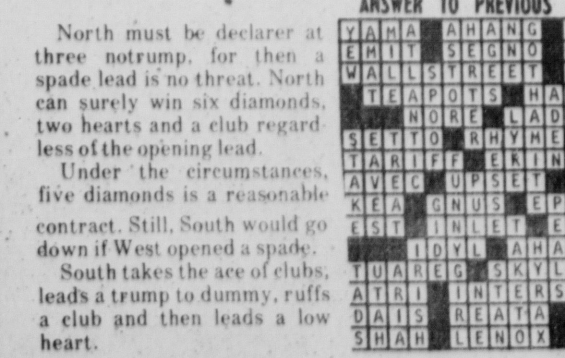 North must be declarer at
three notrump, for then a
spade lead is no threat. North
can surely win six diamonds,
two hearts and a club regard-
less of the opening lead.
Under the circumstances,
five diamonds is a reasonable
contract. Still, South would go
down if West opened a spade.
South takes the ace of clubs,
leads a trump to dummy, ruffs
a club and then leads a low
heart.
ANSWER TO PREVIOUS
YAMA AHANG
EMIT SEGNO
WALLSTREET
TEAPOTS HA
NORE LAD
SETTO RHYME
TARIFF ERIN
AVEC UPSET
KEA GNUS EP
EST INLET E
IDYL AHA
TUAREG SKYL
ATRI INTERS
DAIS REATA
SHAH LENOX